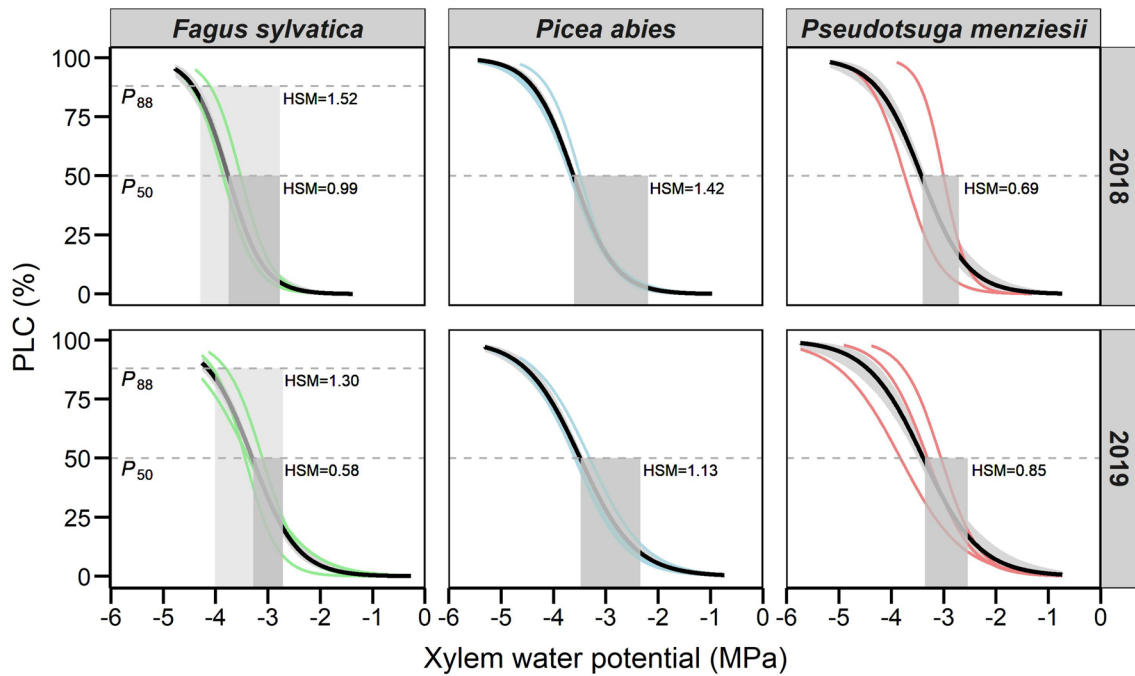 Fagus sylvatica
Picea abies
Pseudotsuga menziesii
100
P88
HSM=1.52
75
50
P50
HSM=0.99
HSM=1.42
HSM=0.69
25
0
2018
PLC (%)
100
P88
HSM=1.30
75
50
P50
HSM=0.58
HSM=1.13
HSM=0.85
25
0
2019
-6 -5 -4 -3 -2 -1 0 -5 -4 -3 -2 -1 0 -6 -5 -4 -3 -2 -1 0
Xylem water potential (MPa)